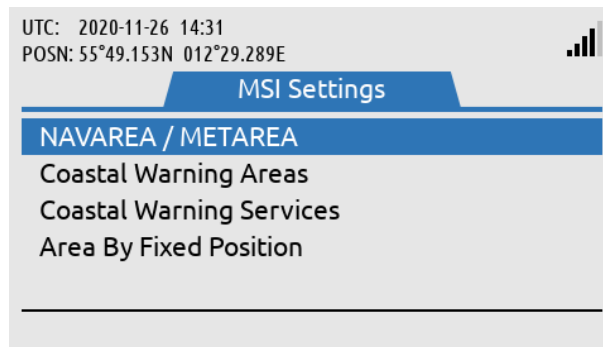 UTC: 2020-11-26 14:31
POSN: 55°49.153N 012°29.289E
MSI Settings
NAVAREA / METAREA
Coastal Warning Areas
Coastal Warning Services
Area By Fixed Position